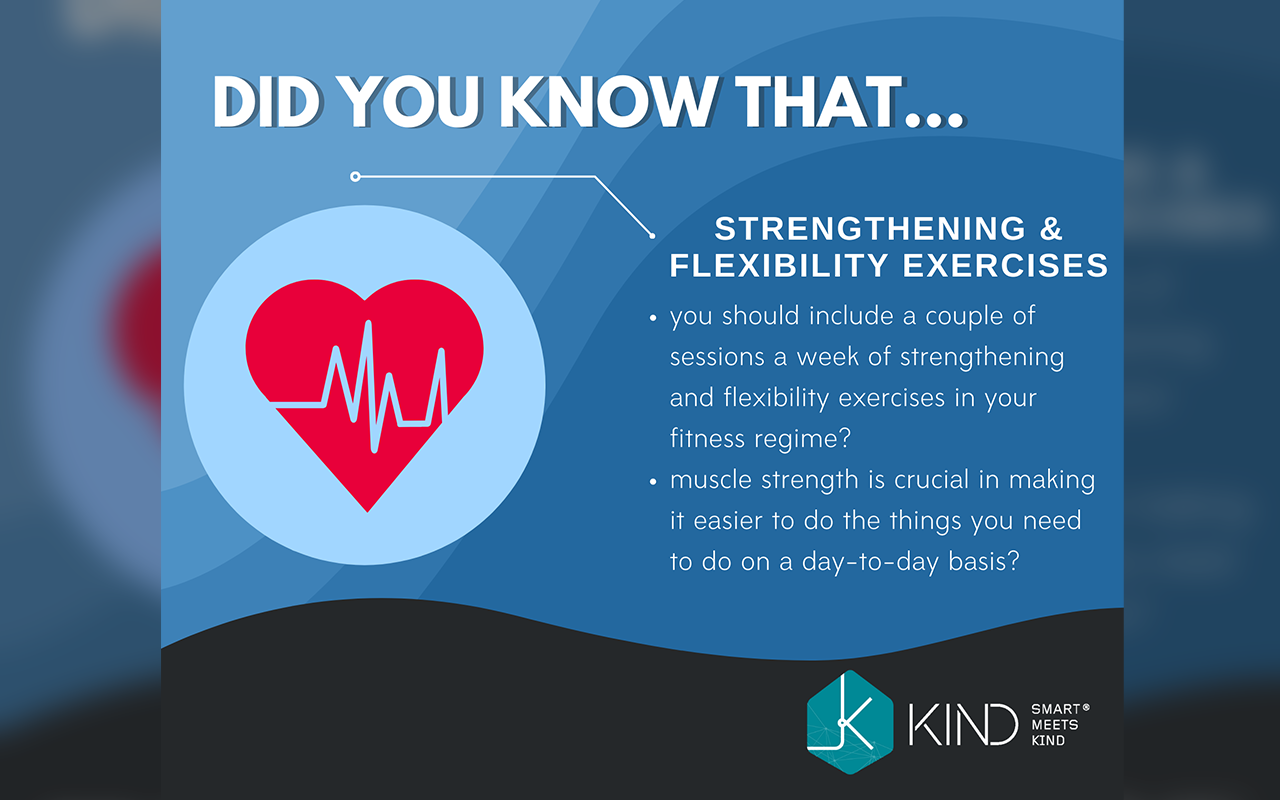 DID YOU KNOW THAT...
STRENGTHENING &
FLEXIBILITY EXERCISES
• you should include a couple of
sessions a week of strengthening
and flexibility exercises in your
fitness regime?
• muscle strength is crucial in making
it easier to do the things you need
to do on a day-to-day basis?
KIND
SMART®
MEETS
KIND